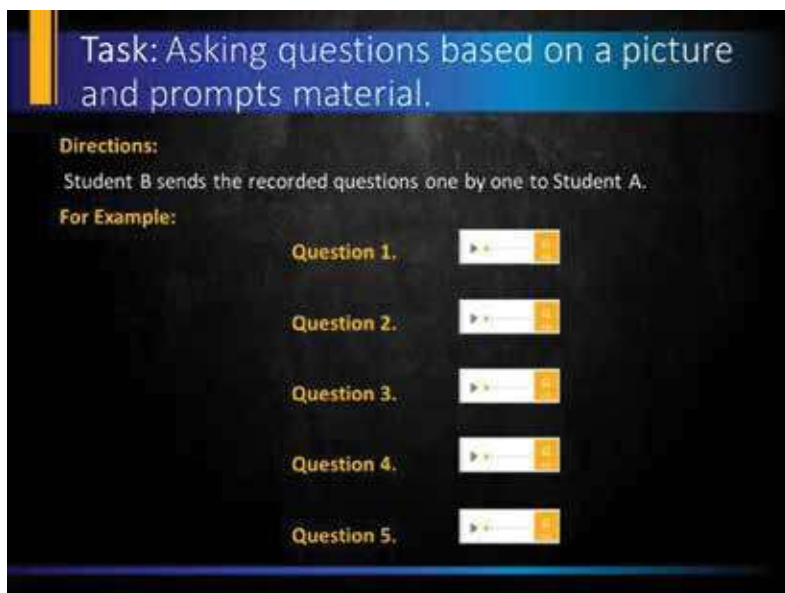 Task: Asking questions based on a picture
and prompts material.
Directions:
Student B sends the recorded questions one by one to Student A.
For Example:
Question 1.
Question 2.
Question 3.
Question 4.
Question 5.